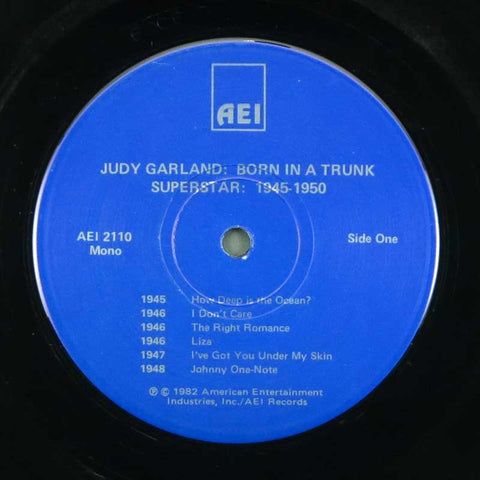 AEI
JUDY GARLAND: BORN IN A TRUNK
SUPERSTAR: 1945-1950
AEI 2110
Mono
Side One
1945 How Deep is the Ocean?
1946 I Don't Care
1946 The Right Romance
1946 Liza
1947 I've Got You Under My Skin
1948 Johnny One-Note
℗ © 1982 American Entertainment
Industries, Inc./AEI Records